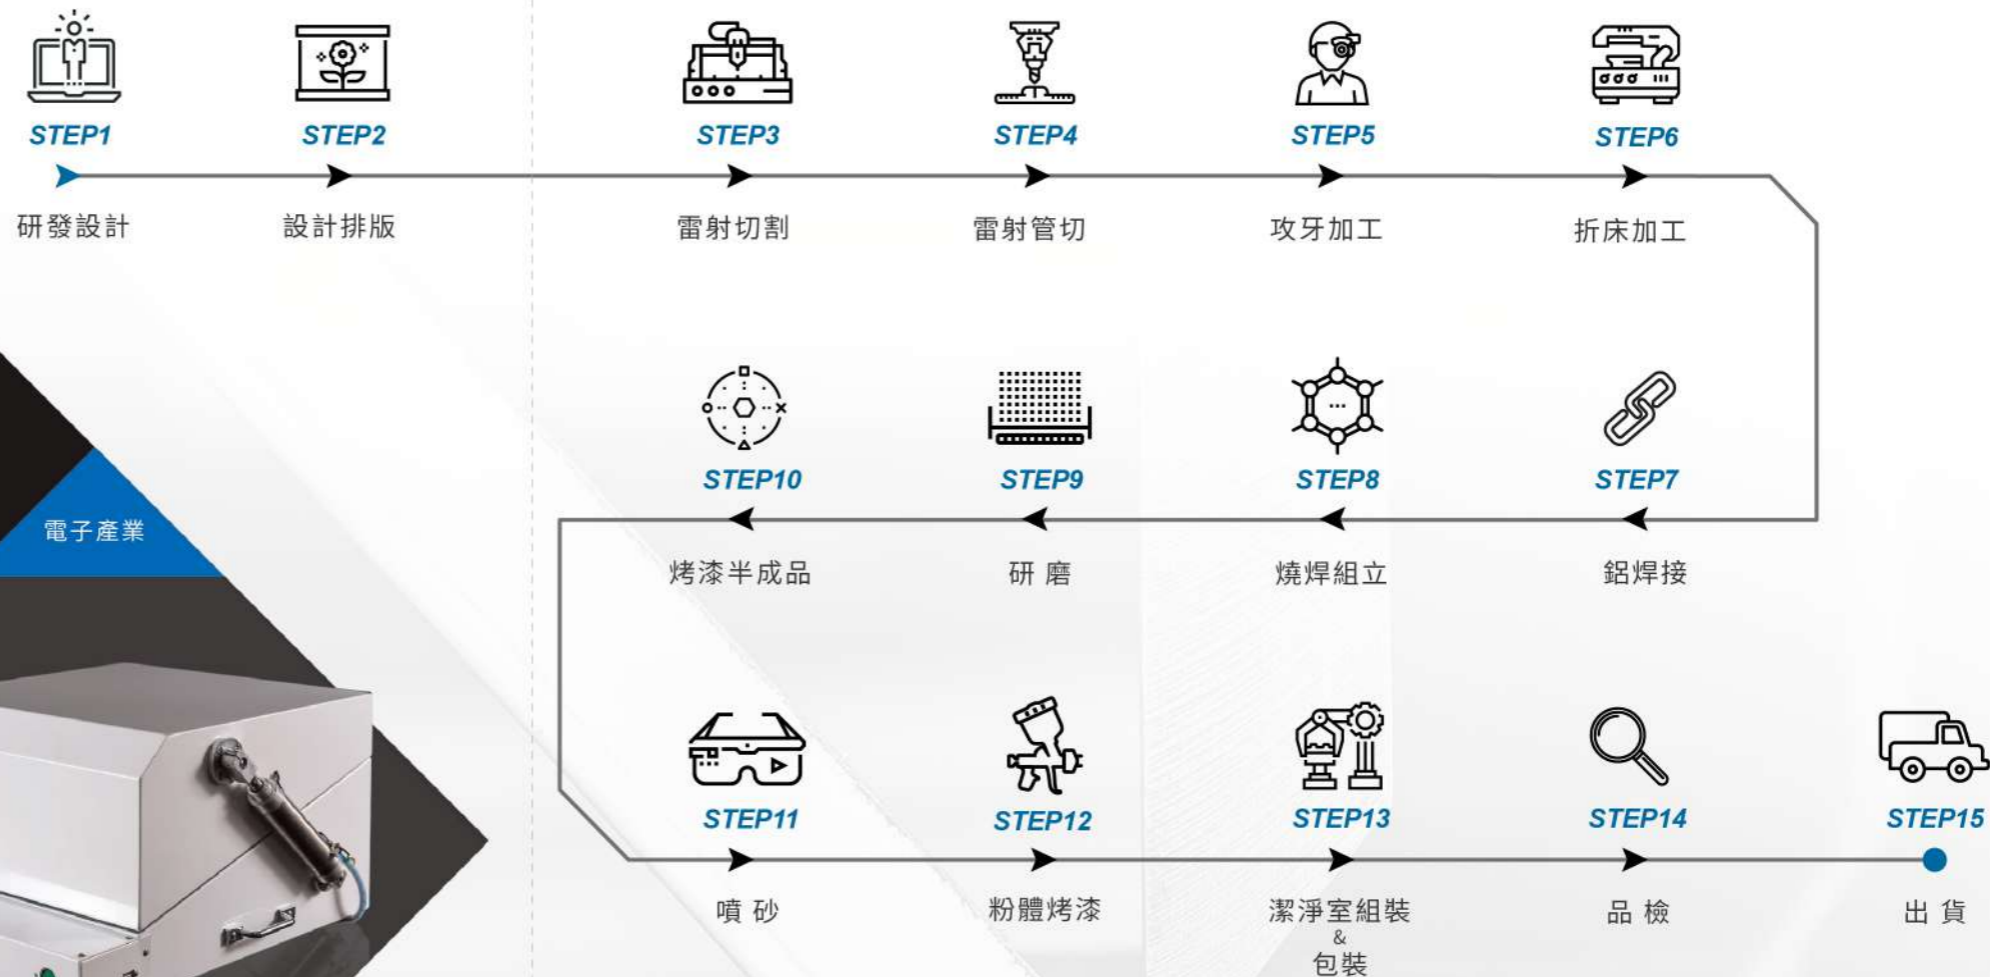 STEP1
研發設計
STEP2
設計排版
STEP3
雷射切割
STEP4
雷射管切
STEP5
攻牙加工
STEP6
折床加工
STEP7
鋁焊接
STEP8
燒焊組立
STEP9
研磨
STEP10
烤漆半成品
電子產業
STEP11
噴砂
STEP12
粉體烤漆
STEP13
潔淨室組裝
&
包裝
STEP14
品檢
STEP15
出貨